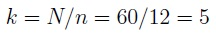 k = N/n = 60/12 = 5